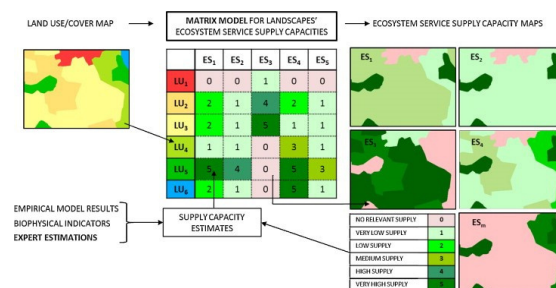 LAND USE/COVER MAP
MATRIX MODEL FOR LANDSCAPES'
ECOSYSTEM SERVICE SUPPLY CAPACITIES
ECOSYSTEM SERVICE SUPPLY CAPACITY MAPS
ES1 ES2 ES3 ES4 ES5
LU1 0 0 1 0 0
LU2 2 1 4 2 1
LU3 2 1 5 1 1
LU4 1 1 0 3 1
LU5 5 4 0 5 3
LU6 2 1 0 5 1
ES1
ES2
ES3
ES4
ESm
EMPIRICAL MODEL RESULTS
BIOPHYSICAL INDICATORS
EXPERT ESTIMATIONS
SUPPLY CAPACITY
ESTIMATES
NO RELEVANT SUPPLY 0
VERY LOW SUPPLY 1
LOW SUPPLY 2
MEDIUM SUPPLY 3
HIGH SUPPLY 4
VERY HIGH SUPPLY 5